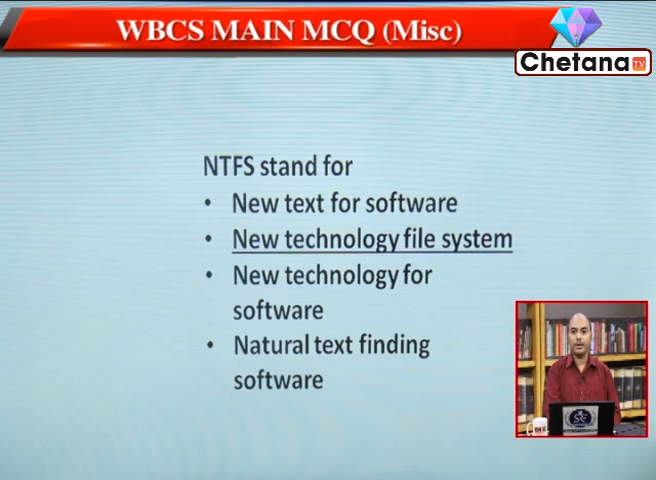 WBCS MAIN MCQ (Misc)
Chetana TV
NTFS stand for
• New text for software
• New technology file system
• New technology for
software
• Natural text finding
software